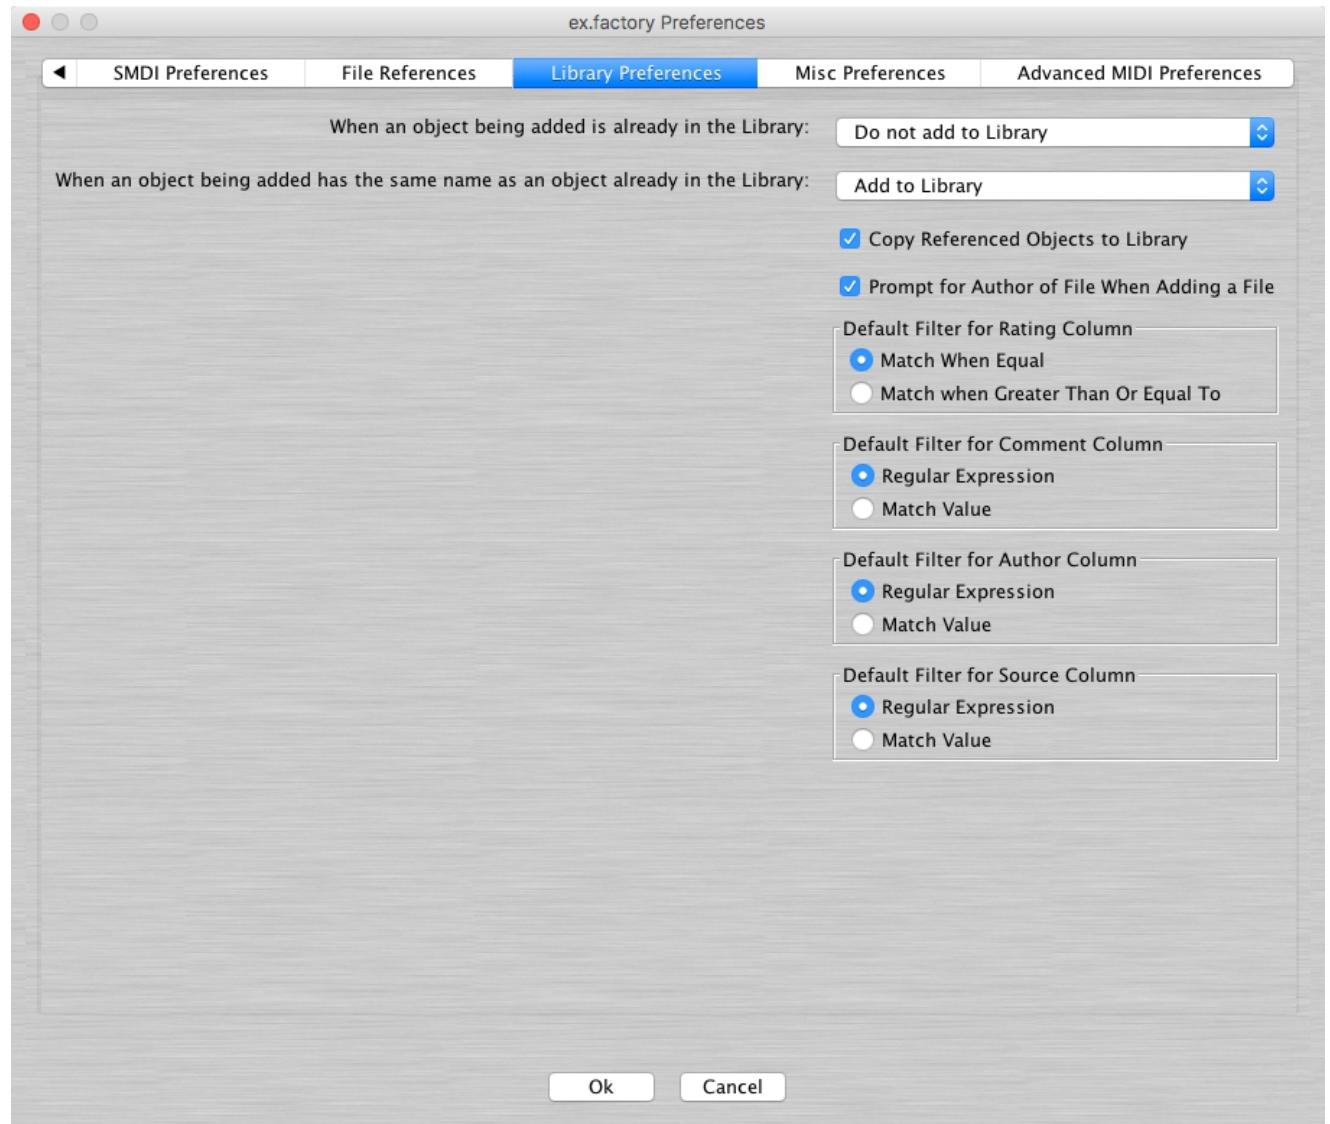 ex.factory Preferences
SMDI Preferences File References Library Preferences Misc Preferences Advanced MIDI Preferences
When an object being added is already in the Library: Do not add to Library
When an object being added has the same name as an object already in the Library: Add to Library
Copy Referenced Objects to Library
Prompt for Author of File When Adding a File
Default Filter for Rating Column
Match When Equal
Match when Greater Than Or Equal To
Default Filter for Comment Column
Regular Expression
Match Value
Default Filter for Author Column
Regular Expression
Match Value
Default Filter for Source Column
Regular Expression
Match Value
Ok Cancel